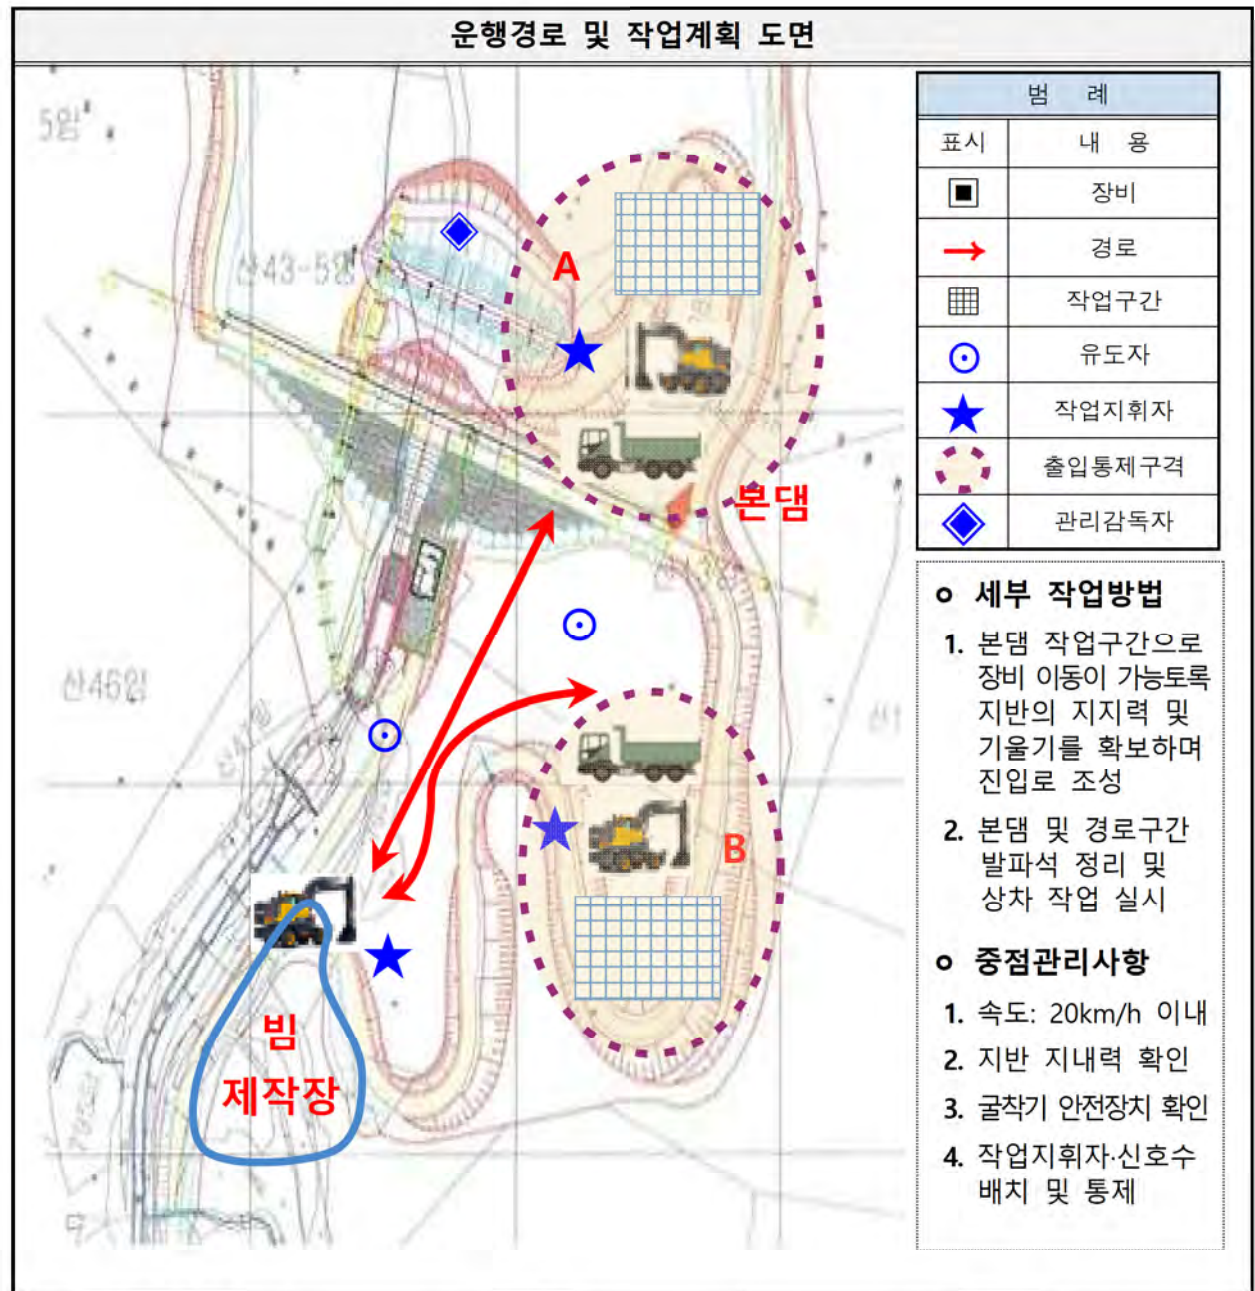 운행경로 및 작업계획 도면
5임
산43-5임
A
본댐
산46임
B
빔
제작장
범 례
표시 내 용
장비
경로
작업구간
유도자
작업지휘자
출입통제구격
관리감독자
세부 작업방법
1. 본댐 작업구간으로
장비 이동이 가능토록
지반의 지지력 및
기울기를 확보하며
진입로 조성
2. 본댐 및 경로구간
발파석 정리 및
상차 작업 실시
중점관리사항
1. 속도: 20km/h 이내
2. 지반 지내력 확인
3. 굴착기 안전장치 확인
4. 작업지휘자·신호수
배치 및 통제